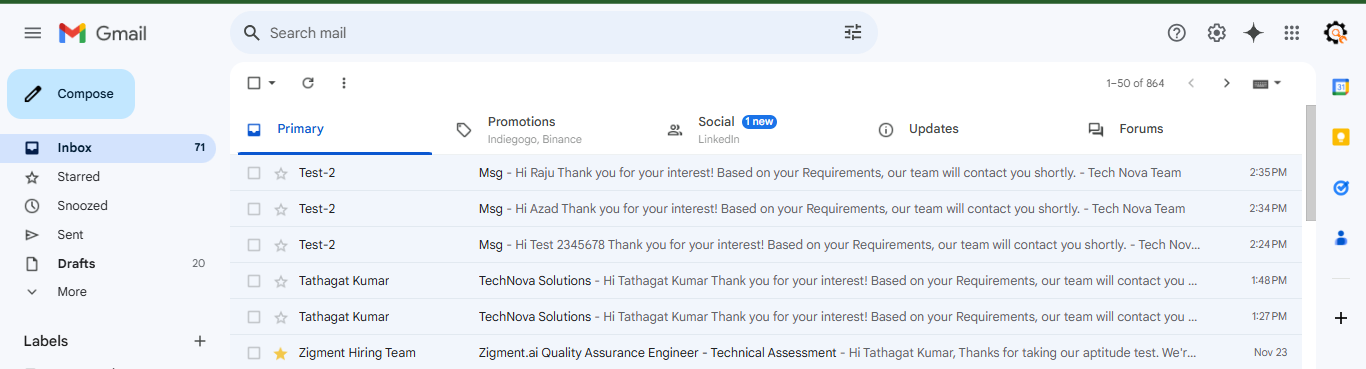 Gmail
Search mail
Compose
1–50 of 864
Primary
Promotions
Indiegogo, Binance
Social 1 new
LinkedIn
Updates
Forums
Inbox 71
Starred
Snoozed
Sent
Drafts 20
More
Labels
Test-2 Msg - Hi Raju Thank you for your interest! Based on your Requirements, our team will contact you shortly. - Tech Nova Team 2:35 PM
Test-2 Msg - Hi Azad Thank you for your interest! Based on your Requirements, our team will contact you shortly. - Tech Nova Team 2:34 PM
Test-2 Msg - Hi Test 2345678 Thank you for your interest! Based on your Requirements, our team will contact you shortly. - Tech Nov... 2:24 PM
Tathagat Kumar TechNova Solutions - Hi Tathagat Kumar Thank you for your interest! Based on your Requirements, our team will contact you ... 1:48 PM
Tathagat Kumar TechNova Solutions - Hi Tathagat Kumar Thank you for your interest! Based on your Requirements, our team will contact you ... 1:27 PM
Zigment Hiring Team Zigment.ai Quality Assurance Engineer - Technical Assessment - Hi Tathagat Kumar, Thanks for taking our aptitude test. We'r... Nov 23
31